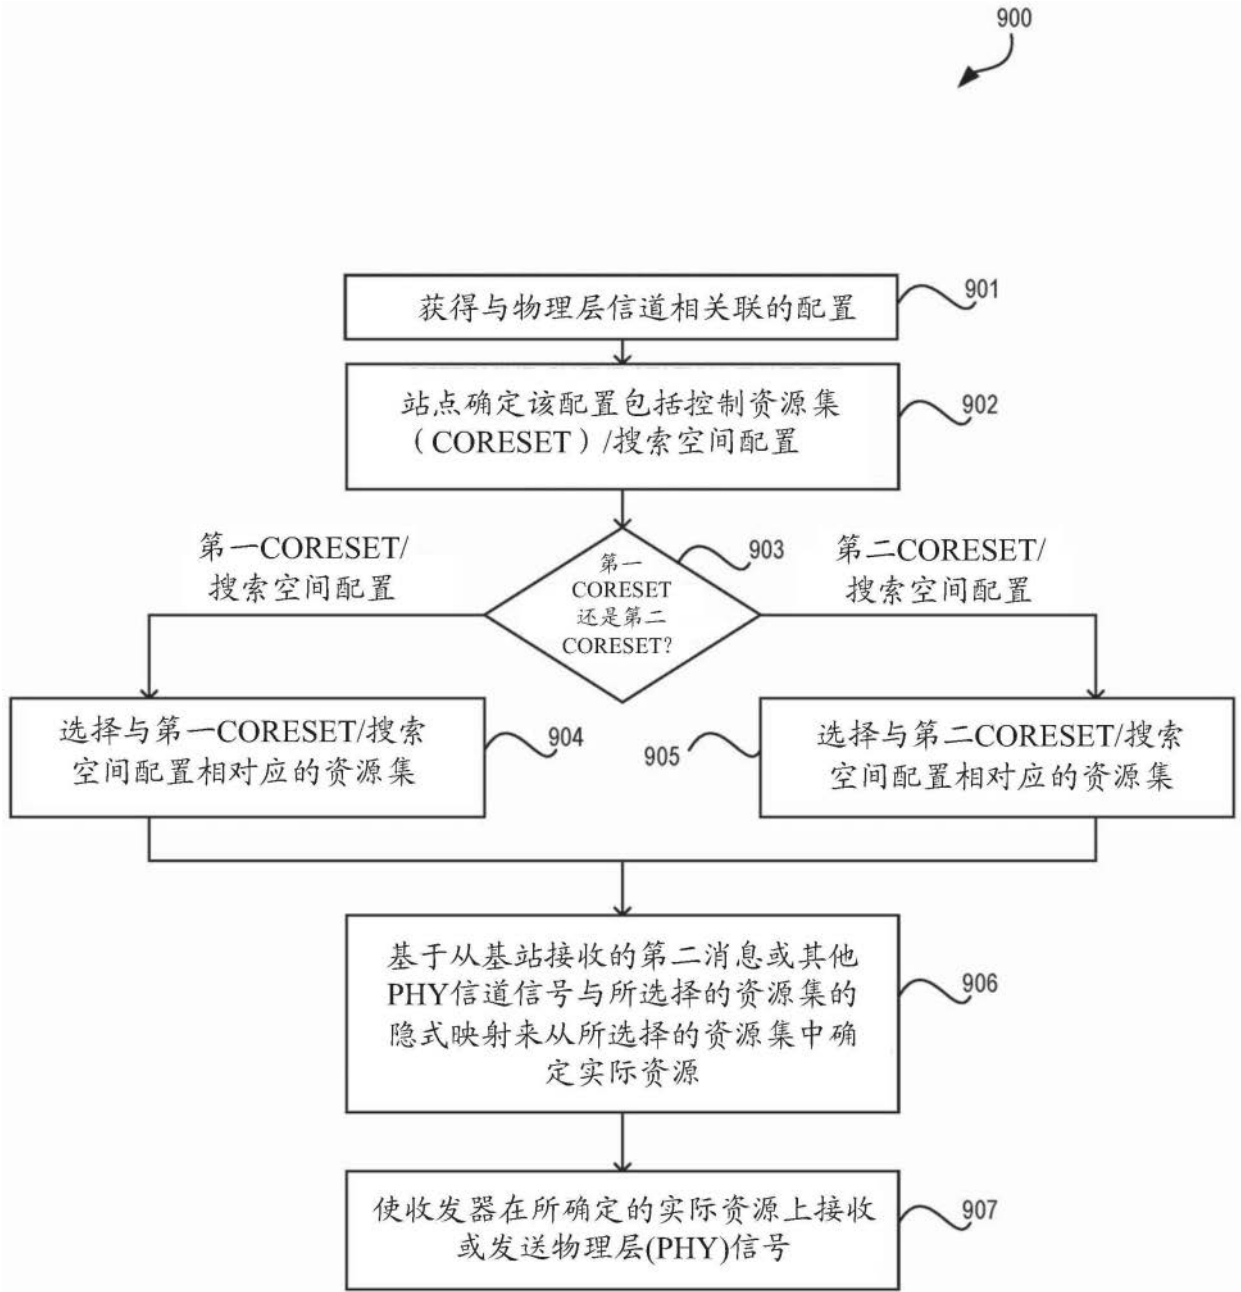 900
获得与物理层信道相关联的配置
901
站点确定该配置包括控制资源集
（CORESET）/搜索空间配置
902
第一CORESET/
搜索空间配置
第一
CORESET
还是第二
CORESET?
903
第二CORESET/
搜索空间配置
选择与第一CORESET/搜索
空间配置相对应的资源集
904
905
选择与第二CORESET/搜索
空间配置相对应的资源集
基于从基站接收的第二消息或其他
PHY信道信号与所选择的资源集的
隐式映射来从所选择的资源集中确
定实际资源
906
使收发器在所确定的实际资源上接收
或发送物理层(PHY)信号
907